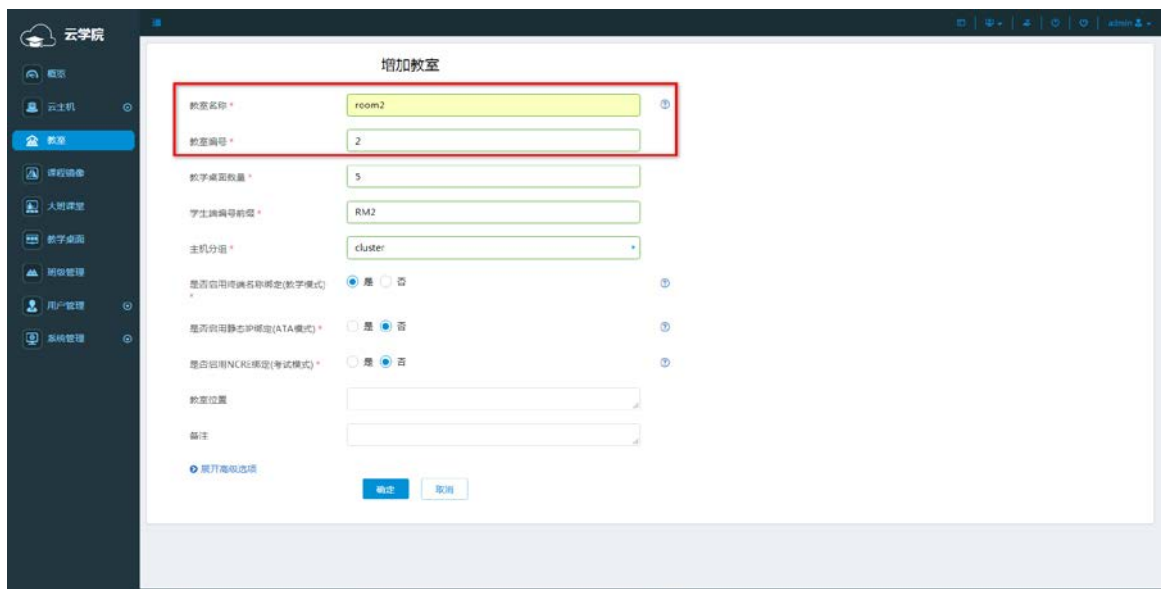 云学院
admin
概览
云主机
教室
课程镜像
大班课堂
教学桌面
班级管理
用户管理
系统管理
增加教室
教室名称 *
room2
教室编号 *
2
教学桌面数量 *
5
学生端编号前缀 *
RM2
主机分组 *
cluster
是否启用终端名称绑定(教学模式)
*
是 否
是否启用静态IP绑定(ATA模式) *
是 否
是否启用NCRE绑定(考试模式) *
是 否
教室位置
备注
展开高级选项
确定
取消